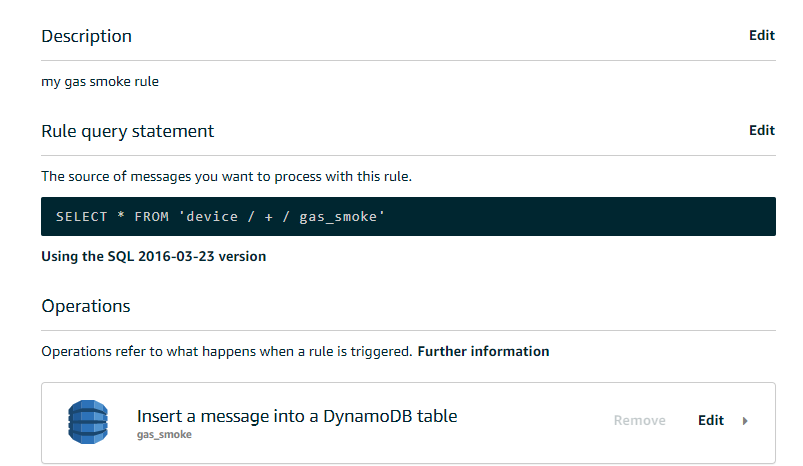 Description
Edit
my gas smoke rule
Rule query statement
Edit
The source of messages you want to process with this rule.
SELECT * FROM 'device / + / gas_smoke'
Using the SQL 2016-03-23 version
Operations
Operations refer to what happens when a rule is triggered. Further information
Insert a message into a DynamoDB table
gas_smoke
Remove
Edit